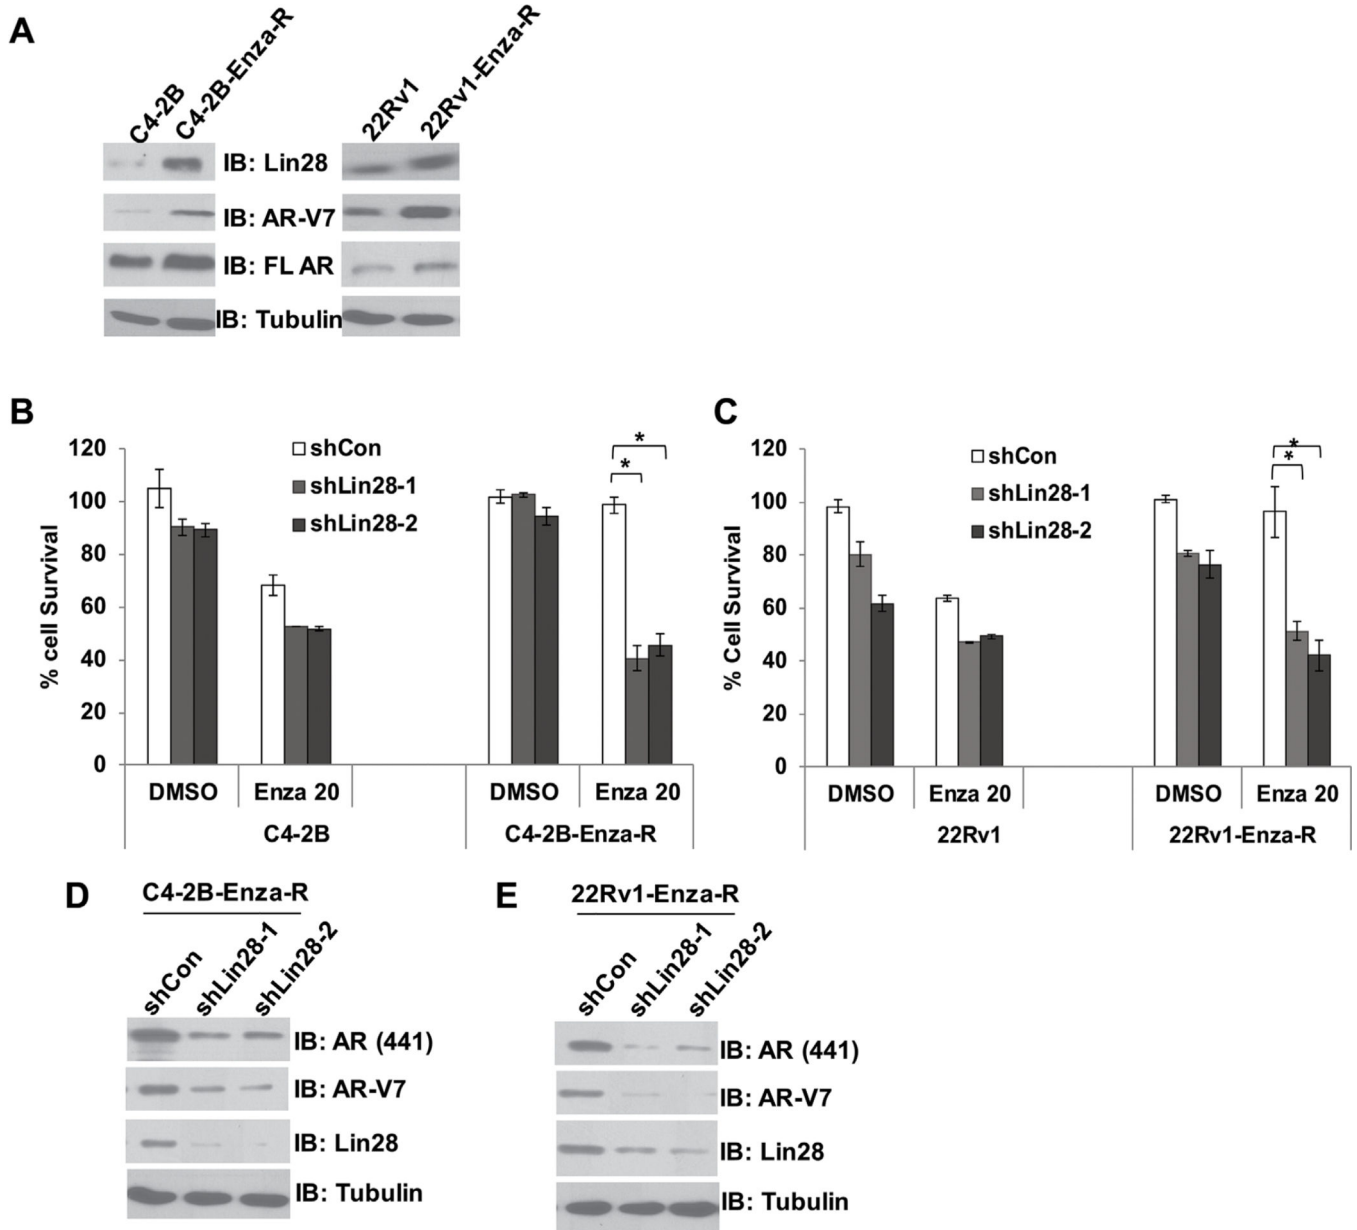 A
C4-2B
C4-2B-Enza-R
22Rv1
22Rv1-Enza-R
IB: Lin28
IB: AR-V7
IB: FL AR
IB: Tubulin
B
% cell Survival
120
100
80
60
40
20
0
shCon
shLin28-1
shLin28-2
*
*
DMSO
Enza 20
DMSO
Enza 20
C4-2B
C4-2B-Enza-R
C
% Cell Survival
120
100
80
60
40
20
0
shCon
shLin28-1
shLin28-2
*
*
DMSO
Enza 20
DMSO
Enza 20
22Rv1
22Rv1-Enza-R
D
C4-2B-Enza-R
shCon
shLin28-1
shLin28-2
IB: AR (441)
IB: AR-V7
IB: Lin28
IB: Tubulin
E
22Rv1-Enza-R
shCon
shLin28-1
shLin28-2
IB: AR (441)
IB: AR-V7
IB: Lin28
IB: Tubulin